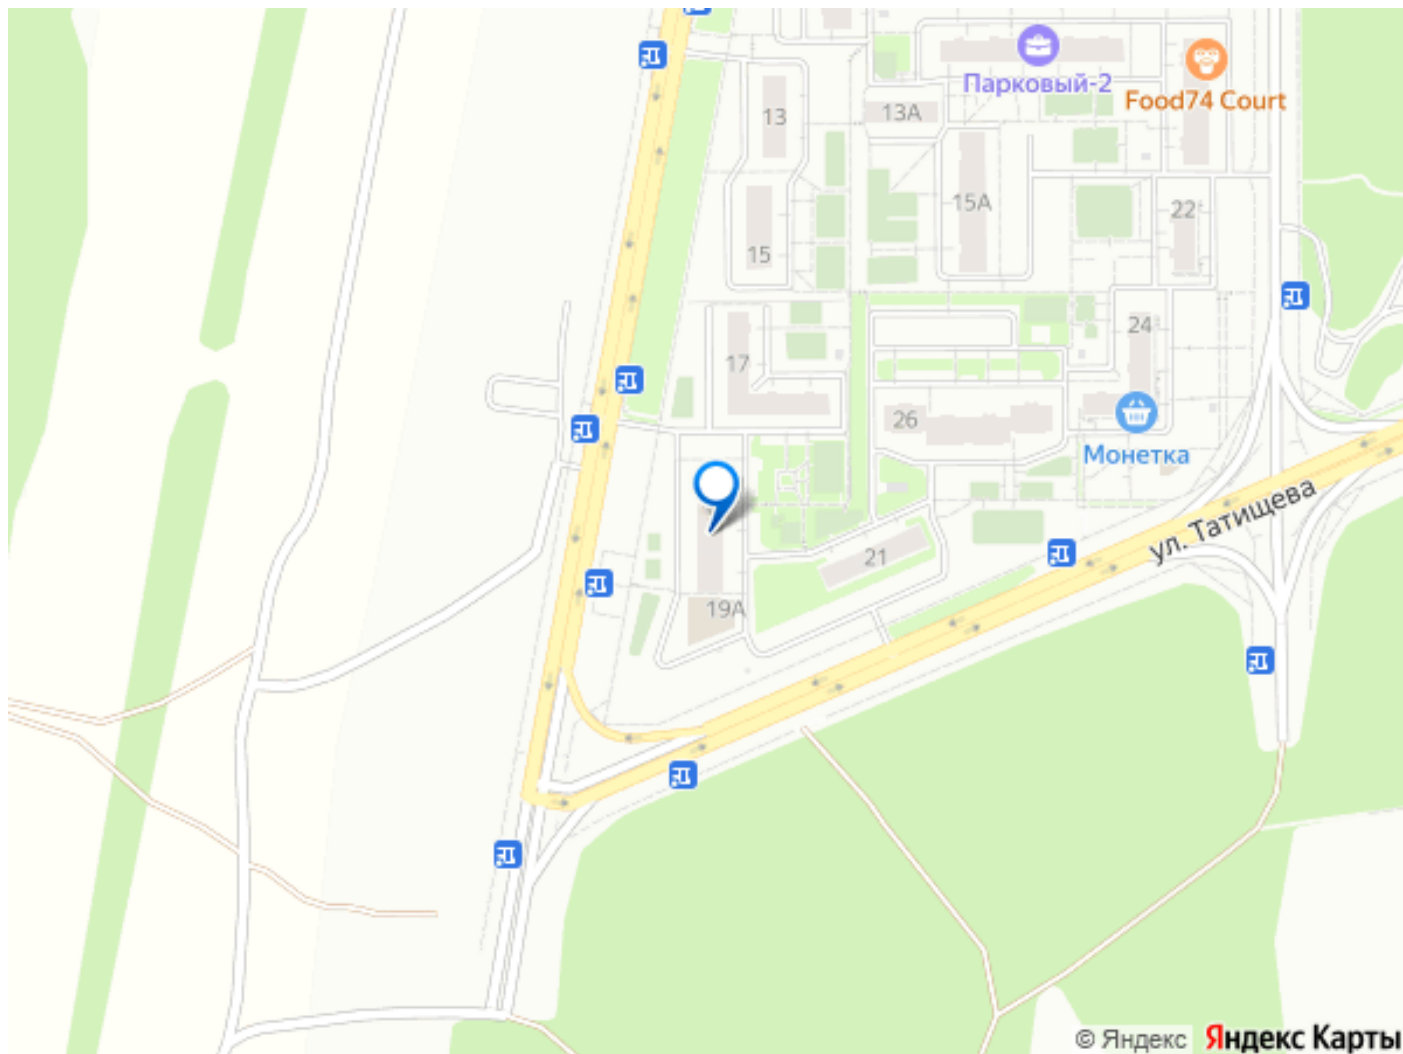 Парковый-2
Food74 Court
13
13А
15А
22
15
24
17
26
Монетка
ул. Татищева
21
19А
© Яндекс Яндекс Карты